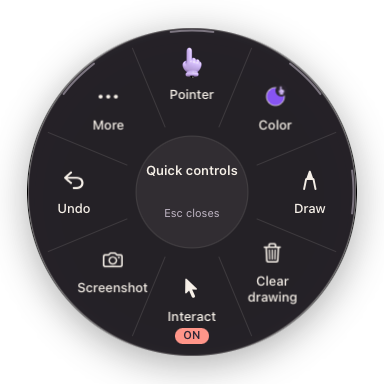 Pointer
More
Color
Quick controls
Undo
Esc closes
Draw
Screenshot
Clear
drawing
Interact
ON